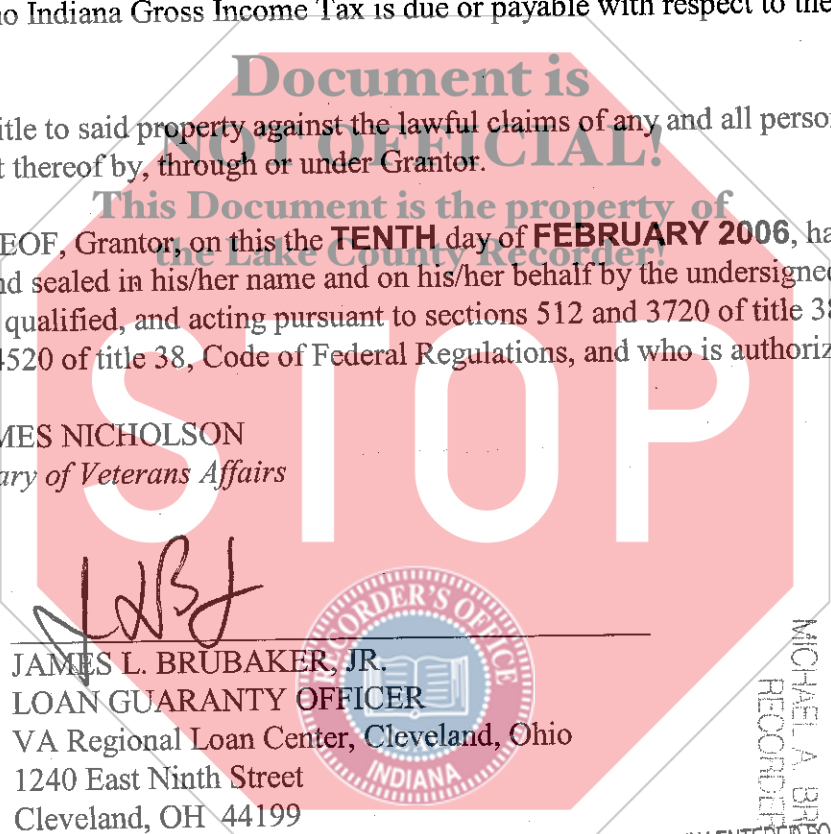 no Indiana Gross Income Tax is due or payable with respect to the
Document is
itle to said property against the lawful claims of any and all perso
NOT OFFICIAL!
t thereof by, through or under Grantor.
This Document is the property of
EOF, Grantor, on this the TENTH day of FEBRUARY 2006, ha
the Lake County Recorder!
nd sealed in his/her name and on his/her behalf by the undersigned
qualified, and acting pursuant to sections 512 and 3720 of title 38
4520 of title 38, Code of Federal Regulations, and who is authoriz
STOP
MES NICHOLSON
ary of Veterans Affairs
RECORDER'S OFFICE
INDIANA
JAMES L. BRUBAKER, JR.
LOAN GUARANTY OFFICER
VA Regional Loan Center, Cleveland, Ohio
1240 East Ninth Street
Cleveland, OH 44199
MICHAEL A. BR
RECORDER